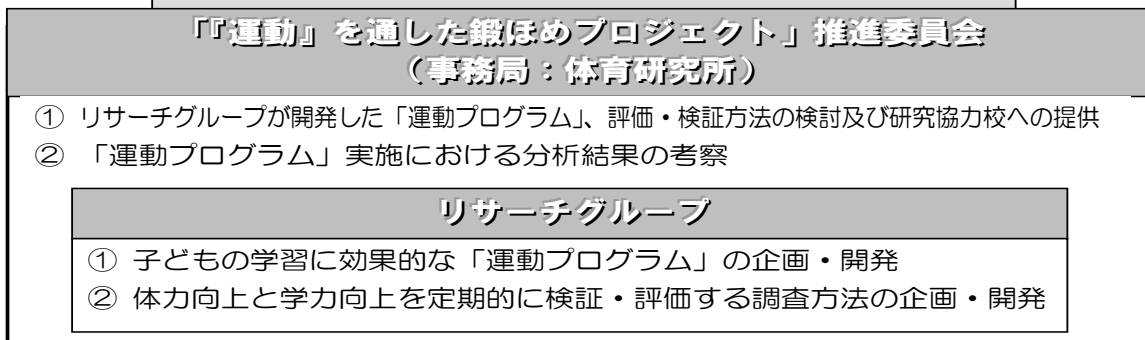 「『運動』を通した鍛ほめプロジェクト」推進委員会
（事務局：体育研究所）
① リサーチグループが開発した「運動プログラム」、評価・検証方法の検討及び研究協力校への提供
② 「運動プログラム」実施における分析結果の考察
リサーチグループ
① 子どもの学習に効果的な「運動プログラム」の企画・開発
② 体力向上と学力向上を定期的に検証・評価する調査方法の企画・開発